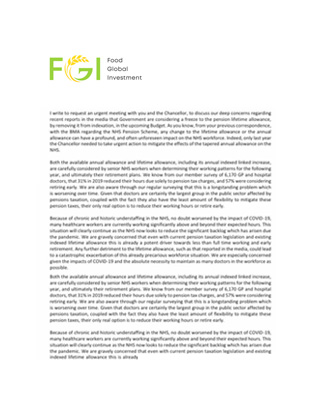 FGI
Food
Global
Investment
I write to request an urgent meeting with you and the Chancellor, to discuss our deep concerns regarding
recent reports in the media that Government are considering a freeze to the pension lifetime allowance,
by removing it from indexation, in the upcoming Budget. As you know, from your previous correspondence,
with the BMA regarding the NHS Pension Scheme, any change to the lifetime allowance or the annual
allowance can have a profound, and often unforeseen impact on the NHS workforce. Indeed, only last year
the Chancellor needed to take urgent action to mitigate the effects of the tapered annual allowance on the
NHS.
Both the available annual allowance and lifetime allowance, including its annual indexed linked increase,
are carefully considered by senior NHS workers when determining their working patterns for the following
year, and ultimately their retirement plans. We know from our member survey of 6,170 GP and hospital
doctors, that 31% in 2019 reduced their hours due solely to pension tax charges, and 57% were considering
retiring early. We are also aware through our regular surveying that this is a longstanding problem which
is worsening over time. Given that doctors are certainly the largest group in the public sector affected by
pensions taxation, coupled with the fact they also have the least amount of flexibility to mitigate these
pension taxes, their only real option is to reduce their hours worked or retire early.
Because of chronic and historic understaffing in the NHS, no doubt worsened by the impact of COVID-19,
many healthcare workers are currently working significantly above and beyond their expected hours. This
situation will clearly continue as the NHS now looks to reduce the significant backlog which has arisen due
the pandemic. We are gravely concerned that even with current pension taxation legislation and existing
indexed lifetime allowance this is already a potent driver towards less than full time working and early
retirement. Any further detriment to the lifetime allowance, such as that reported in the media, could lead
to a catastrophic exacerbation of this already precarious workforce situation. We are especially concerned
given the impacts of COVID 19 and the absolute necessity to maintain as many doctors in the workforce as
possible.
Both the available annual allowance and lifetime allowance, including its annual indexed linked increase,
are carefully considered by senior NHS workers when determining their working patterns for the following
year, and ultimately their retirement plans. We know from our member survey of 6,170 GP and hospital
doctors, that 31% in 2019 reduced their hours due solely to pension tax charges, and 57% were considering
retiring early. We are also aware through our regular surveying that this is a longstanding problem which
is worsening over time. Given that doctors are certainly the largest group in the public sector affected by
pensions taxation, coupled with the fact they also have the least amount of flexibility to mitigate these
pension taxes, their only real option is to reduce their hours worked or retire early.
Because of chronic and historic understaffing in the NHS, no doubt worsened by the impact of COVID-19,
many healthcare workers are currently working significantly above and beyond their expected hours. This
situation will clearly continue as the NHS now looks to reduce the significant backlog which has arisen due
the pandemic. We are gravely concerned that even with current pension taxation legislation and existing
indexed lifetime allowance this is already